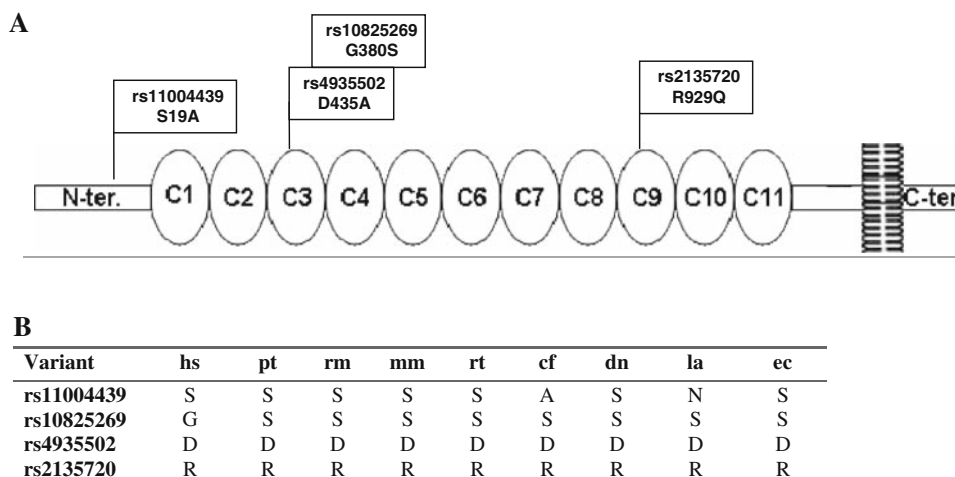 A
rs10825269
G380S
rs11004439
S19A
rs4935502
D435A
rs2135720
R929Q
N-ter. C1 C2 C3 C4 C5 C6 C7 C8 C9 C10 C11 C-ter
B
Variant hs pt rm mm rt cf dn la ec
rs11004439 S S S S S A S N S
rs10825269 G S S S S S S S S
rs4935502 D D D D D D D D D
rs2135720 R R R R R R R R R